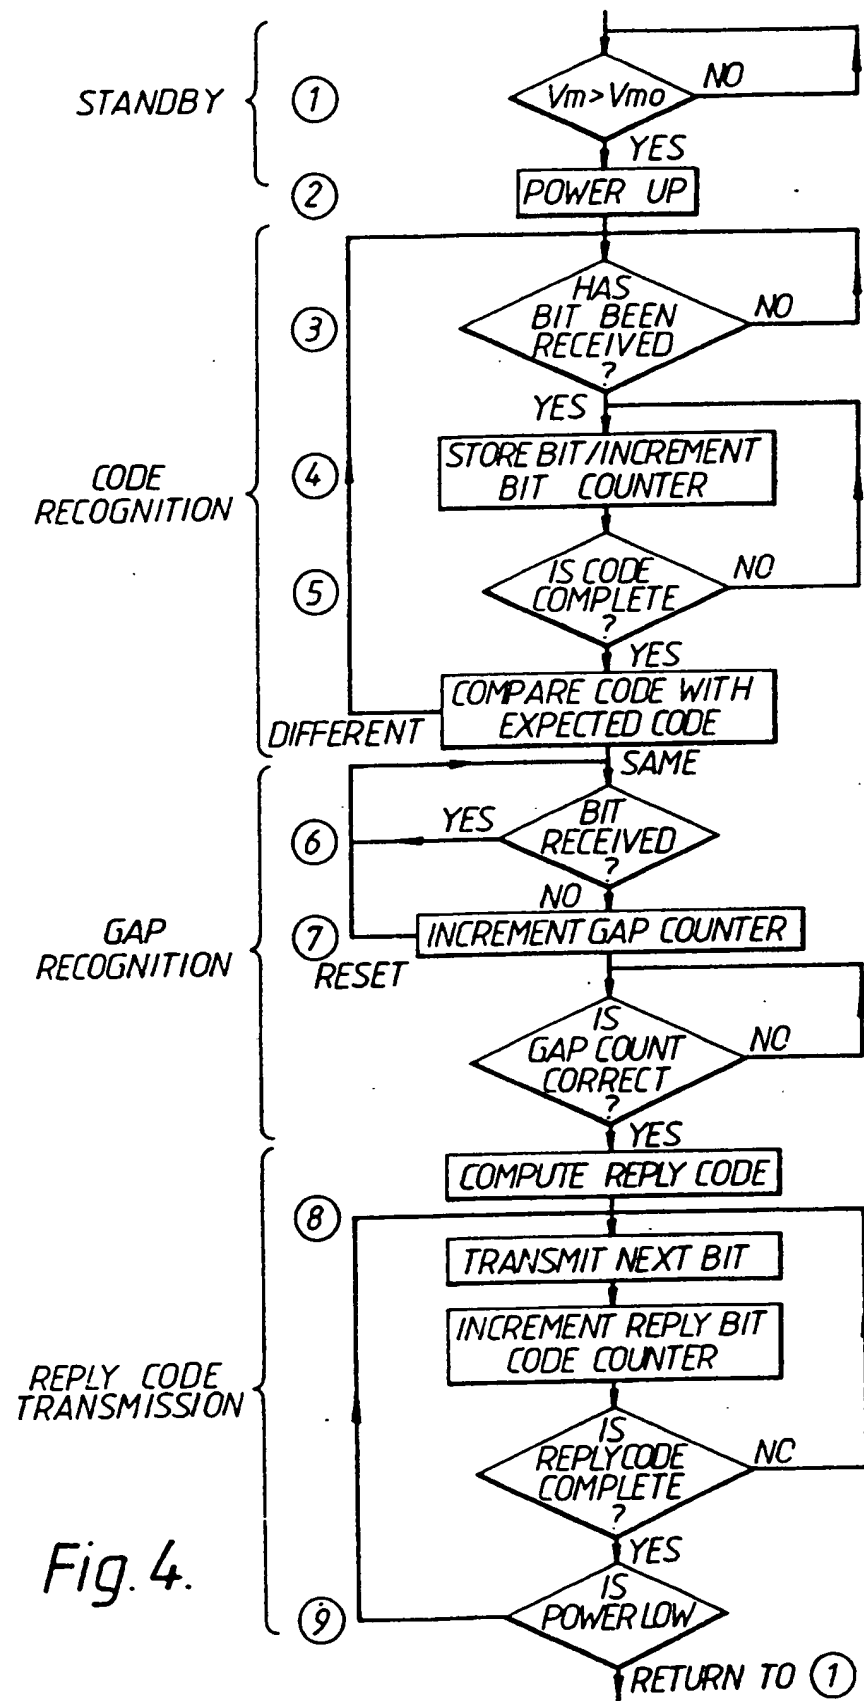 STANDBY
①
Vm>Vmo
NO
YES
②
POWER UP
③
HAS
BIT BEEN
RECEIVED
?
NO
YES
CODE
RECOGNITION
④
STORE BIT/INCREMENT
BIT COUNTER
⑤
IS CODE
COMPLETE
?
NO
YES
COMPARE CODE WITH
EXPECTED CODE
DIFFERENT
SAME
⑥
YES
BIT
RECEIVED
?
NO
GAP
RECOGNITION
⑦
INCREMENT GAP COUNTER
RESET
IS
GAP COUNT
CORRECT
?
NO
YES
COMPUTE REPLY CODE
⑧
TRANSMIT NEXT BIT
INCREMENT REPLY BIT
CODE COUNTER
REPLY CODE
TRANSMISSION
IS
REPLY CODE
COMPLETE
?
NO
YES
⑨
IS
POWER LOW
RETURN TO ①
Fig. 4.